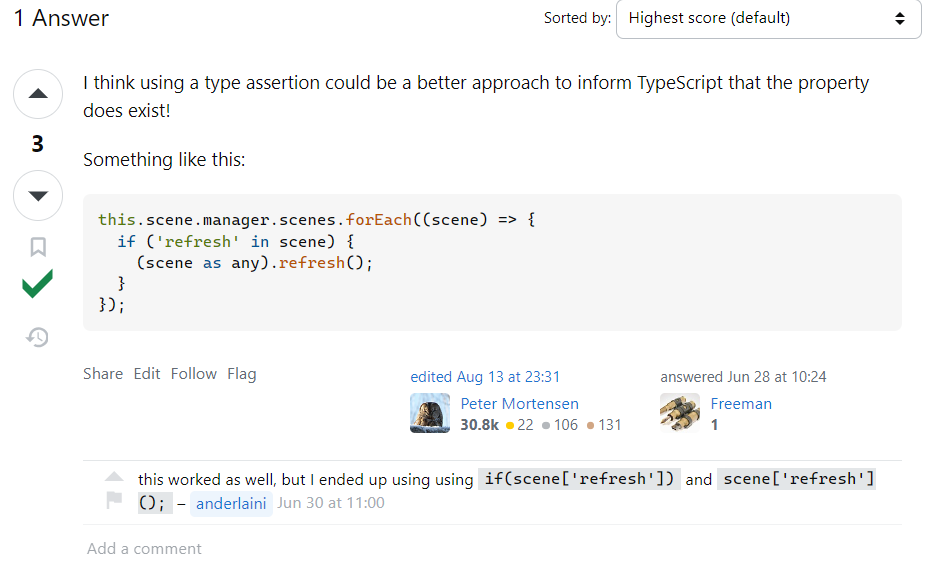 1 Answer
Sorted by: Highest score (default)
I think using a type assertion could be a better approach to inform TypeScript that the property
does exist!
3
Something like this:
this.scene.manager.scenes.forEach((scene) => {
  if ('refresh' in scene) {
    (scene as any).refresh();
  }
});
Share Edit Follow Flag
edited Aug 13 at 23:31
Peter Mortensen
30.8k 22 106 131
answered Jun 28 at 10:24
Freeman
1
this worked as well, but I ended up using using if(scene['refresh']) and scene['refresh']
(); – anderlaini Jun 30 at 11:00
Add a comment